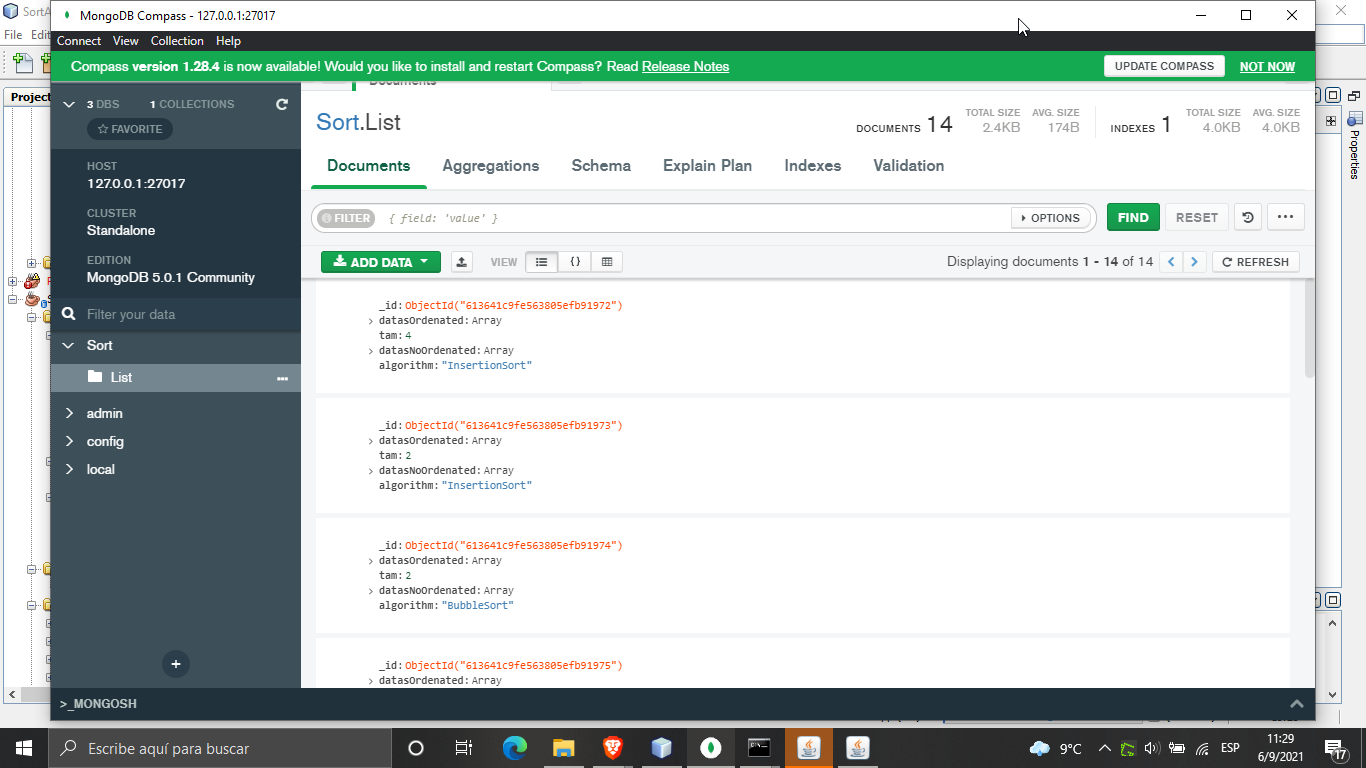 SortA
MongoDB Compass - 127.0.0.1:27017
File Edi
Connect View Collection Help
Compass version 1.28.4 is now available! Would you like to install and restart Compass? Read Release Notes
UPDATE COMPASS
NOT NOW
Project
3 DBS
1 COLLECTIONS
FAVORITE
HOST
127.0.0.1:27017
CLUSTER
Standalone
EDITION
MongoDB 5.0.1 Community
Filter your data
Sort
List
admin
config
local
Documents
Sort.List
DOCUMENTS 14
TOTAL SIZE
2.4KB
AVG. SIZE
174B
INDEXES 1
TOTAL SIZE
4.0KB
AVG. SIZE
4.0KB
Documents Aggregations Schema Explain Plan Indexes Validation
FILTER
{ field: 'value' }
OPTIONS
FIND
RESET
ADD DATA
VIEW
{}
Displaying documents 1 - 14 of 14
REFRESH
_id: ObjectId("613641c9fe563805efb91972")
datasOrdenated: Array
tam: 4
datasNoOrdenated: Array
algorithm: "InsertionSort"
_id: ObjectId("613641c9fe563805efb91973")
datasOrdenated: Array
tam: 2
datasNoOrdenated: Array
algorithm: "InsertionSort"
_id: ObjectId("613641c9fe563805efb91974")
datasOrdenated: Array
tam: 2
datasNoOrdenated: Array
algorithm: "BubbleSort"
_id: ObjectId("613641c9fe563805efb91975")
datasOrdenated: Array
Properties
>_MONGOSH
Escribe aquí para buscar
9°C
ESP
11:29
6/9/2021
17